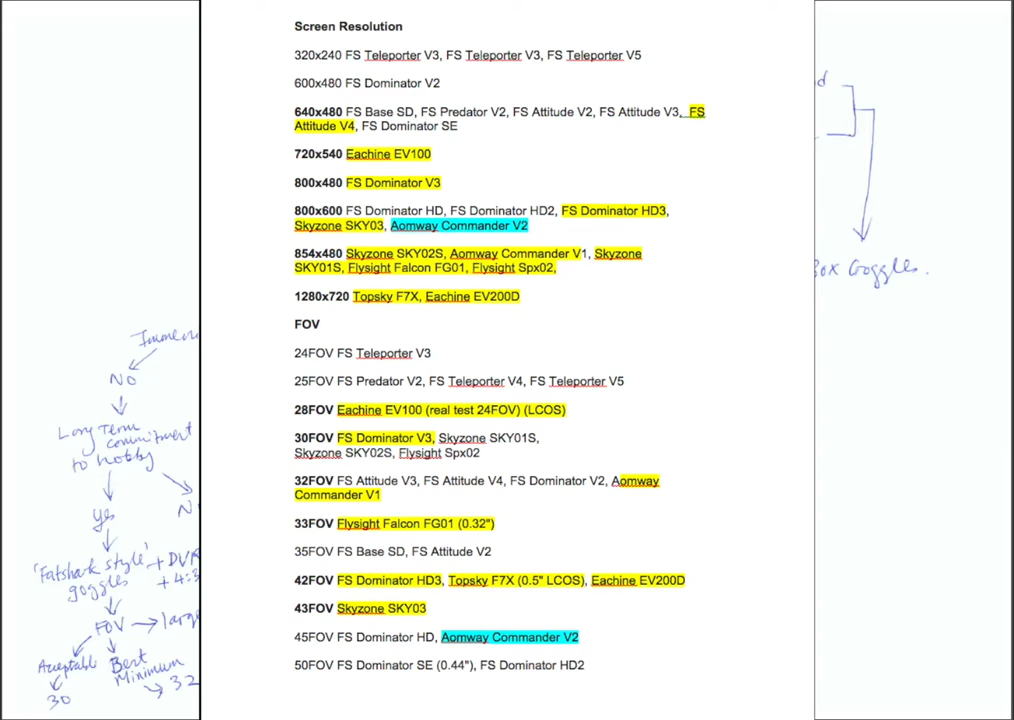 Screen Resolution
320x240 FS Teleporter V3, FS Teleporter V3, FS Teleporter V5
600x480 FS Dominator V2
640x480 FS Base SD, FS Predator V2, FS Attitude V2, FS Attitude V3, FS
Attitude V4, FS Dominator SE
720x540 Eachine EV100
800x480 FS Dominator V3
800x600 FS Dominator HD, FS Dominator HD2, FS Dominator HD3,
Skyzone SKY03, Aomway Commander V2
854x480 Skyzone SKY02S, Aomway Commander V1, Skyzone
SKY01S, Flysight Falcon FG01, Flysight Spx02,
1280x720 Topsky F7X, Eachine EV200D
FOV
24FOV FS Teleporter V3
25FOV FS Predator V2, FS Teleporter V4, FS Teleporter V5
28FOV Eachine EV100 (real test 24FOV) (LCOS)
30FOV FS Dominator V3, Skyzone SKY01S,
Skyzone SKY02S, Flysight Spx02
32FOV FS Attitude V3, FS Attitude V4, FS Dominator V2, Aomway
Commander V1
33FOV Flysight Falcon FG01 (0.32")
35FOV FS Base SD, FS Attitude V2
42FOV FS Dominator HD3, Topsky F7X (0.5" LCOS), Eachine EV200D
43FOV Skyzone SKY03
45FOV FS Dominator HD, Aomway Commander V2
50FOV FS Dominator SE (0.44"), FS Dominator HD2
NO
Long Term
commitment
to hobby
Yes
'Fatshark style' + DVR
goggles + 4:3
FOV
Acceptable Best
Minimum
30 32
Box Goggles.